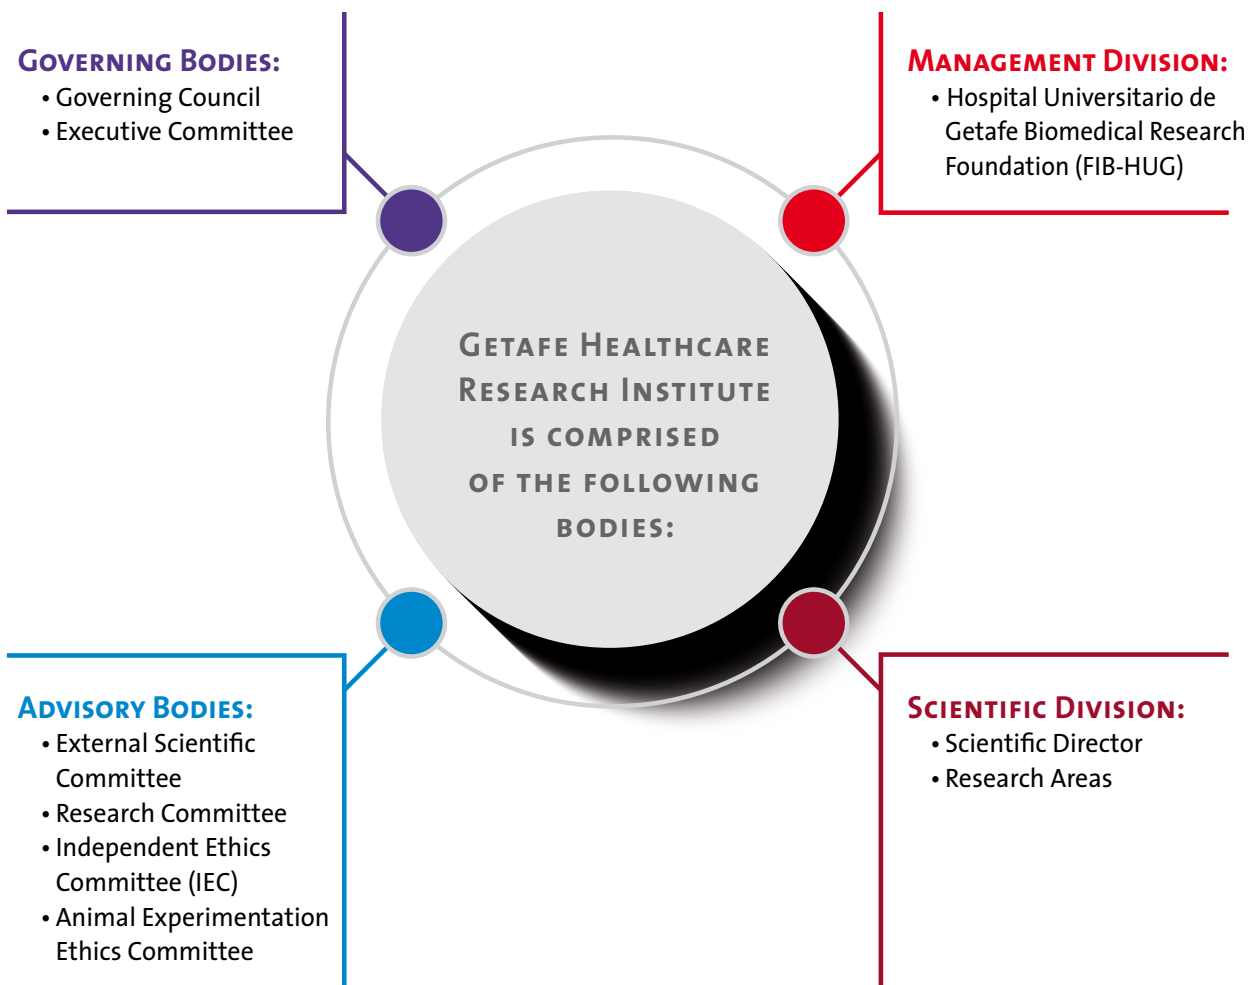 GOVERNING BODIES:
• Governing Council
• Executive Committee
MANAGEMENT DIVISION:
• Hospital Universitario de
Getafe Biomedical Research
Foundation (FIB-HUG)
GETAFE HEALTHCARE
RESEARCH INSTITUTE
IS COMPRISED
OF THE FOLLOWING
BODIES:
ADVISORY BODIES:
• External Scientific
Committee
• Research Committee
• Independent Ethics
Committee (IEC)
• Animal Experimentation
Ethics Committee
SCIENTIFIC DIVISION:
• Scientific Director
• Research Areas